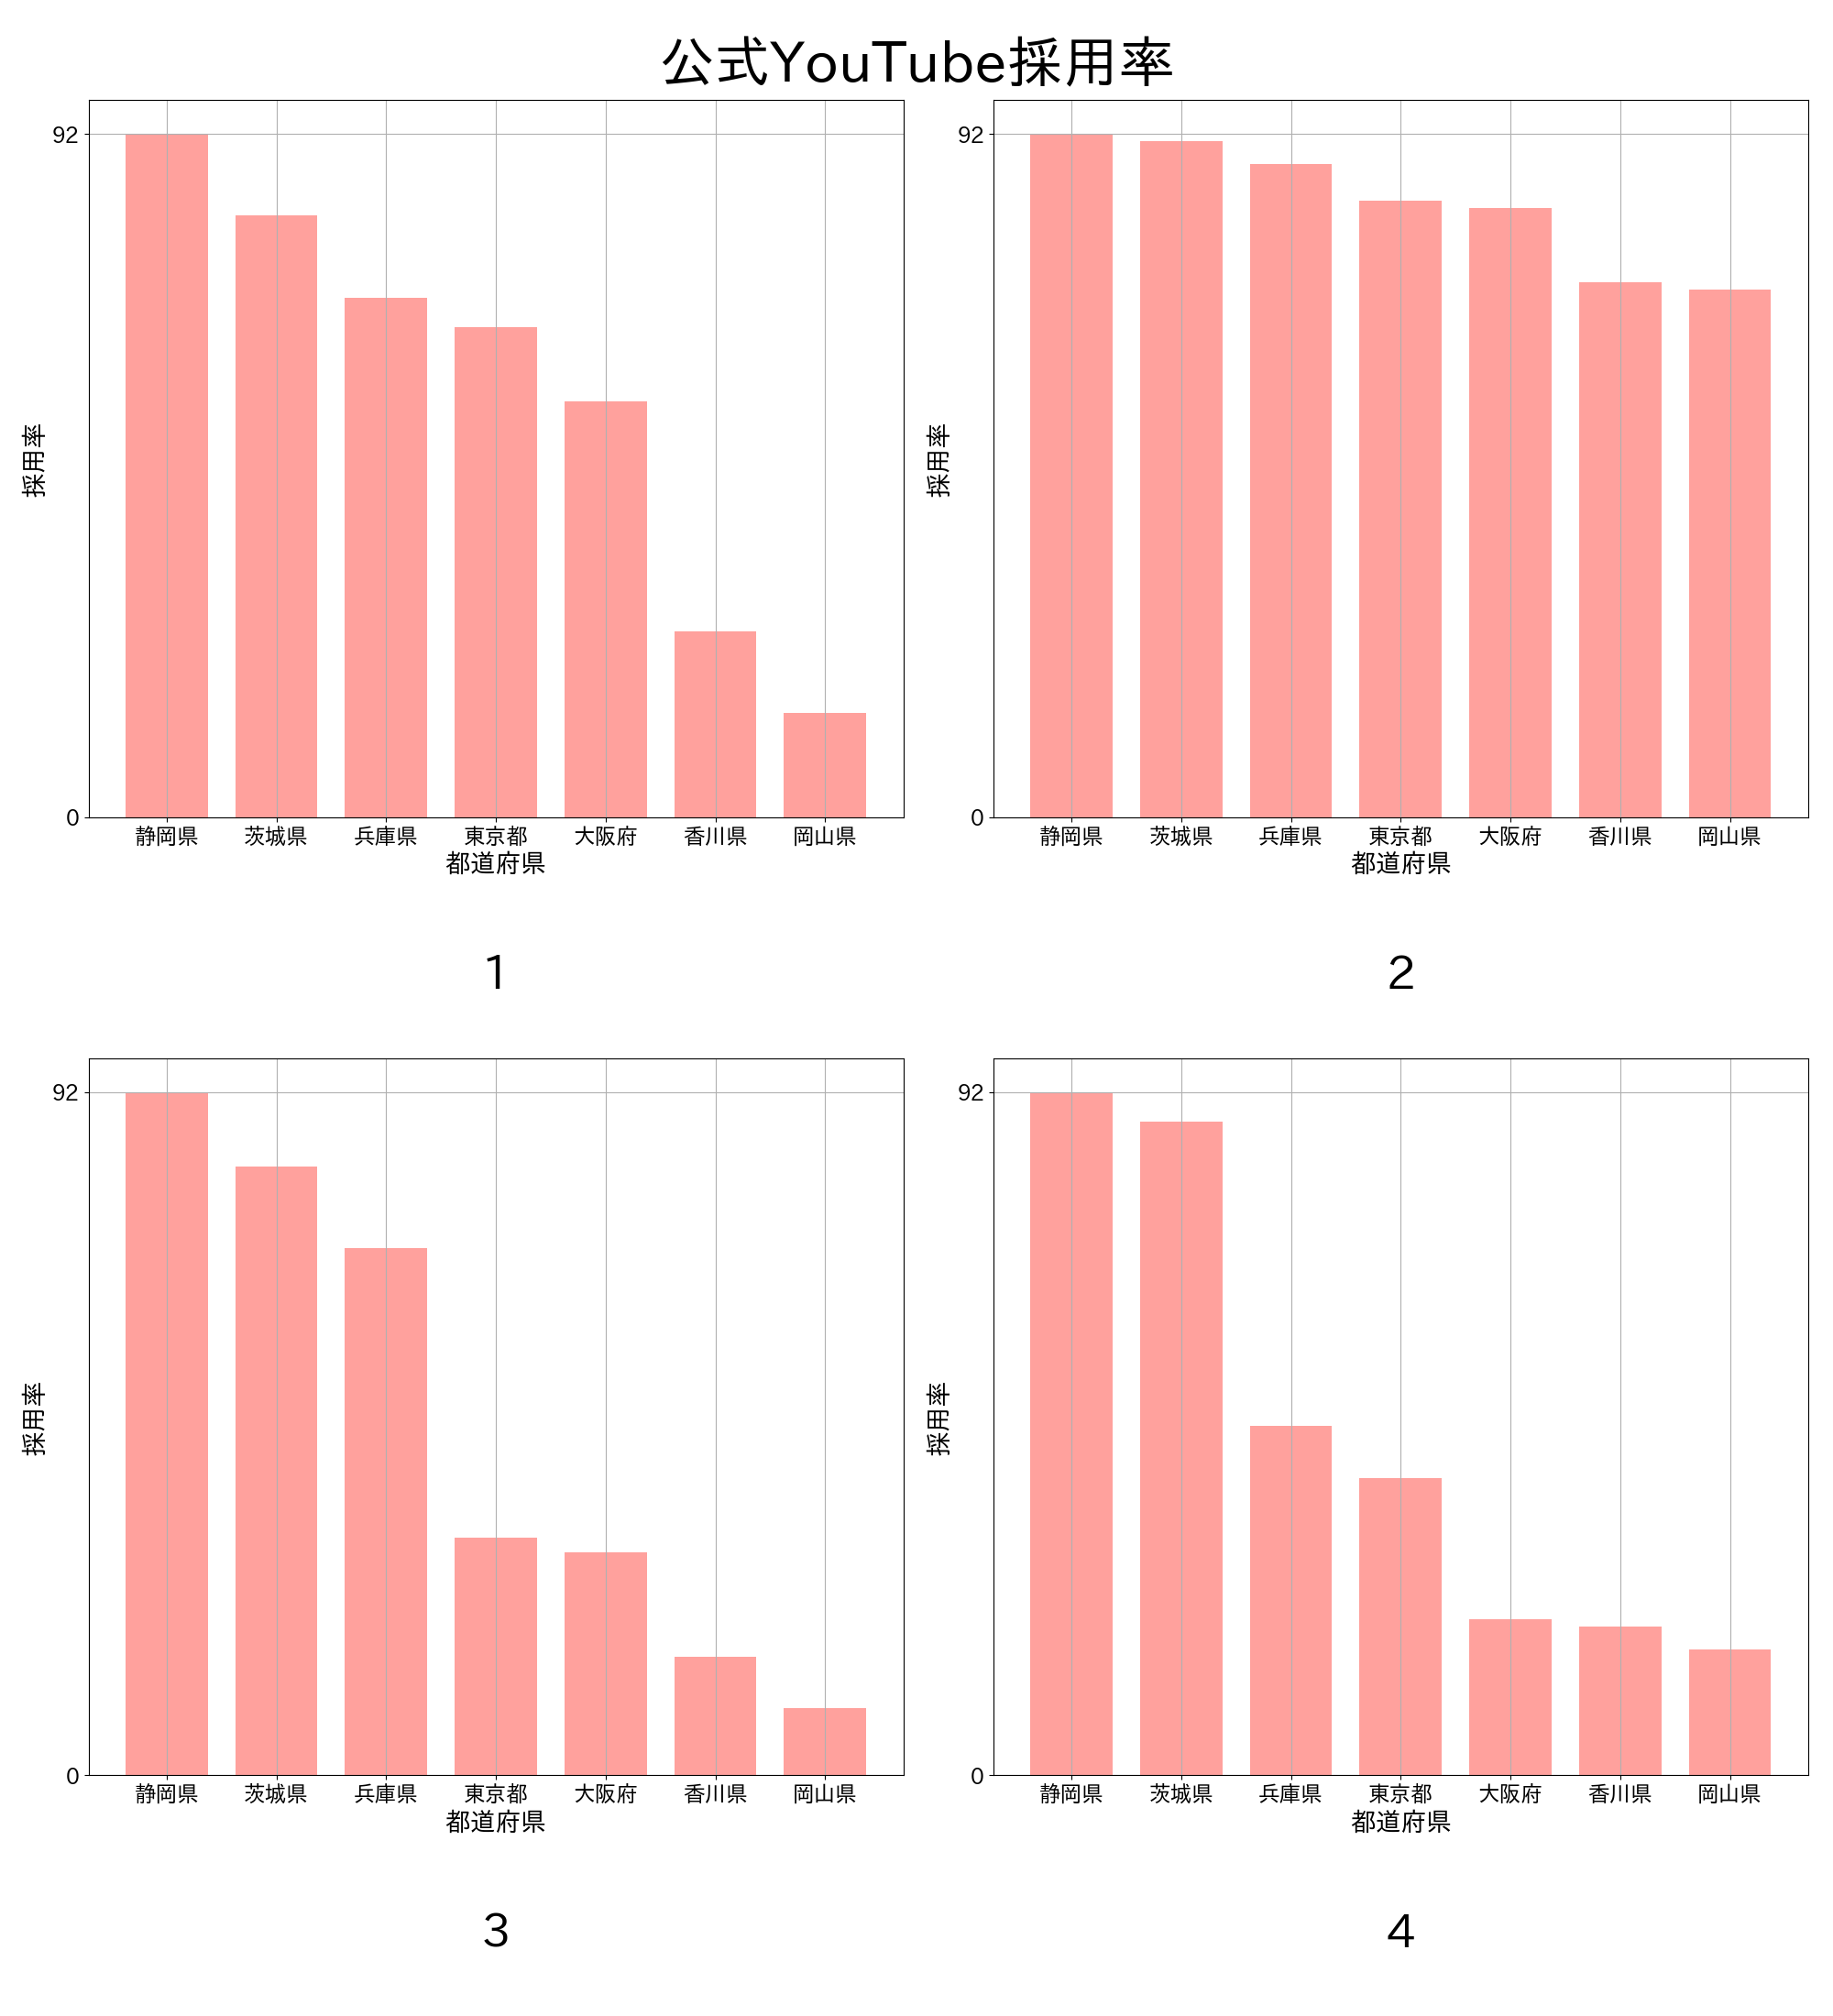 公式YouTube採用率
92
0
採用率
静岡県 茨城県 兵庫県 東京都 大阪府 香川県 岡山県
都道府県
1
92
0
採用率
静岡県 茨城県 兵庫県 東京都 大阪府 香川県 岡山県
都道府県
2
92
0
採用率
静岡県 茨城県 兵庫県 東京都 大阪府 香川県 岡山県
都道府県
3
92
0
採用率
静岡県 茨城県 兵庫県 東京都 大阪府 香川県 岡山県
都道府県
4